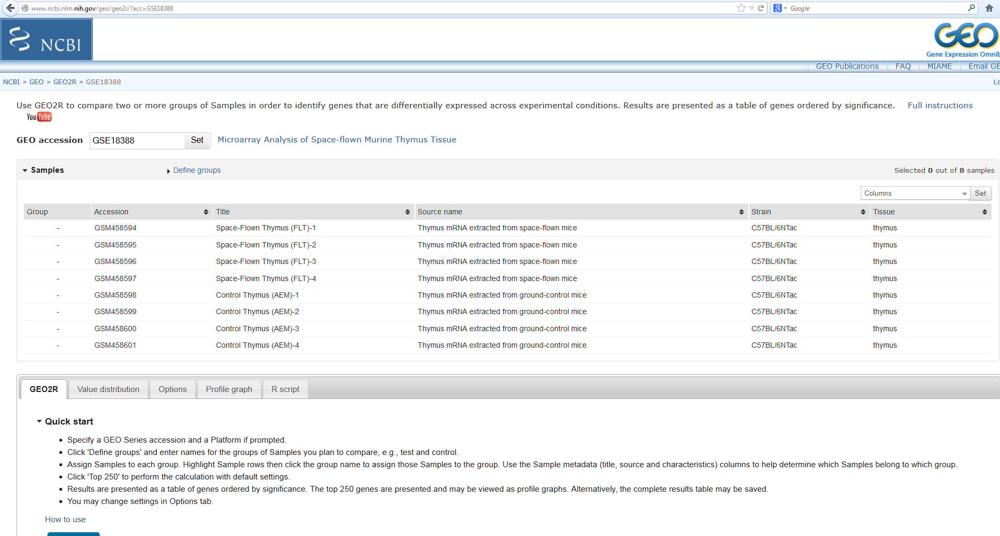 www.ncbi.nlm.nih.gov/geo/geo2r/?acc=GSE18388
8 Google
NCBI
GEO
Gene Expression Omnib
GEO Publications FAQ MIAME Email GE
NCBI » GEO » GEO2R » GSE18388 Lo
Use GEO2R to compare two or more groups of Samples in order to identify genes that are differentially expressed across experimental conditions. Results are presented as a table of genes ordered by significance. Full instructions
YouTube
GEO accession GSE18388 Set Microarray Analysis of Space-flown Murine Thymus Tissue
Samples Define groups Selected 0 out of 8 samples
Columns Set
Group Accession Title Source name Strain Tissue
- GSM458594 Space-Flown Thymus (FLT)-1 Thymus mRNA extracted from space-flown mice C57BL/6NTac thymus
- GSM458595 Space-Flown Thymus (FLT)-2 Thymus mRNA extracted from space-flown mice C57BL/6NTac thymus
- GSM458596 Space-Flown Thymus (FLT)-3 Thymus mRNA extracted from space-flown mice C57BL/6NTac thymus
- GSM458597 Space-Flown Thymus (FLT)-4 Thymus mRNA extracted from space-flown mice C57BL/6NTac thymus
- GSM458598 Control Thymus (AEM)-1 Thymus mRNA extracted from ground-control mice C57BL/6NTac thymus
- GSM458599 Control Thymus (AEM)-2 Thymus mRNA extracted from ground-control mice C57BL/6NTac thymus
- GSM458600 Control Thymus (AEM)-3 Thymus mRNA extracted from ground-control mice C57BL/6NTac thymus
- GSM458601 Control Thymus (AEM)-4 Thymus mRNA extracted from ground-control mice C57BL/6NTac thymus
GEO2R Value distribution Options Profile graph R script
Quick start
• Specify a GEO Series accession and a Platform if prompted.
• Click 'Define groups' and enter names for the groups of Samples you plan to compare, e.g., test and control.
• Assign Samples to each group. Highlight Sample rows then click the group name to assign those Samples to the group. Use the Sample metadata (title, source and characteristics) columns to help determine which Samples belong to which group.
• Click 'Top 250' to perform the calculation with default settings.
• Results are presented as a table of genes ordered by significance. The top 250 genes are presented and may be viewed as profile graphs. Alternatively, the complete results table may be saved.
• You may change settings in Options tab.
How to use